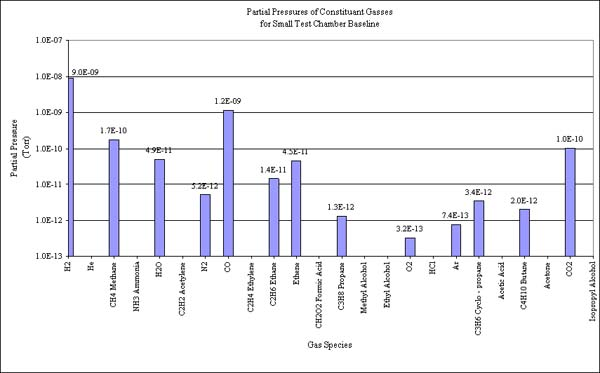 Partial Pressures of Constituant Gasses
for Small Test Chamber Baseline
1.0E-07
1.0E-08
1.0E-09
1.0E-10
1.0E-11
1.0E-12
1.0E-13
Partial Pressure
(Torr)
9.0E-09
1.7E-10
4.9E-11
5.2E-12
1.2E-09
1.4E-11
4.5E-11
1.3E-12
3.2E-13
7.4E-13
3.4E-12
2.0E-12
1.0E-10
H2
He
CH4 Methane
NH3 Ammonia
H2O
C2H2 Acetylene
N2
CO
C2H4 Ethylene
C2H6 Ethane
Ethene
CH2O2 Formic Acid
C3H8 Propane
Methyl Alcohol
Ethyl Alcohol
O2
HCl
Ar
C3H6 Cyclo - propane
Acetic Acid
C4H10 Butane
Acetone
CO2
Isopropyl Alcohol
Gas Species